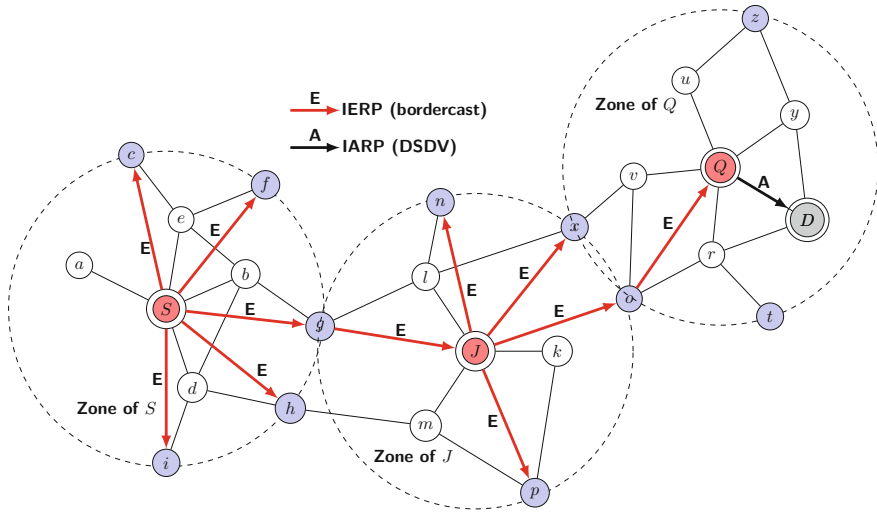 z
u
Zone of Q
E
IERP (bordercast)
y
A
IARP (DSDV)
c
f
v
Q
A
e
n
D
E
E
x
r
a
b
l
E
E
E
o
t
S
E
g
E
E
J
k
E
E
d
E
Zone of S
h
m
Zone of J
i
p